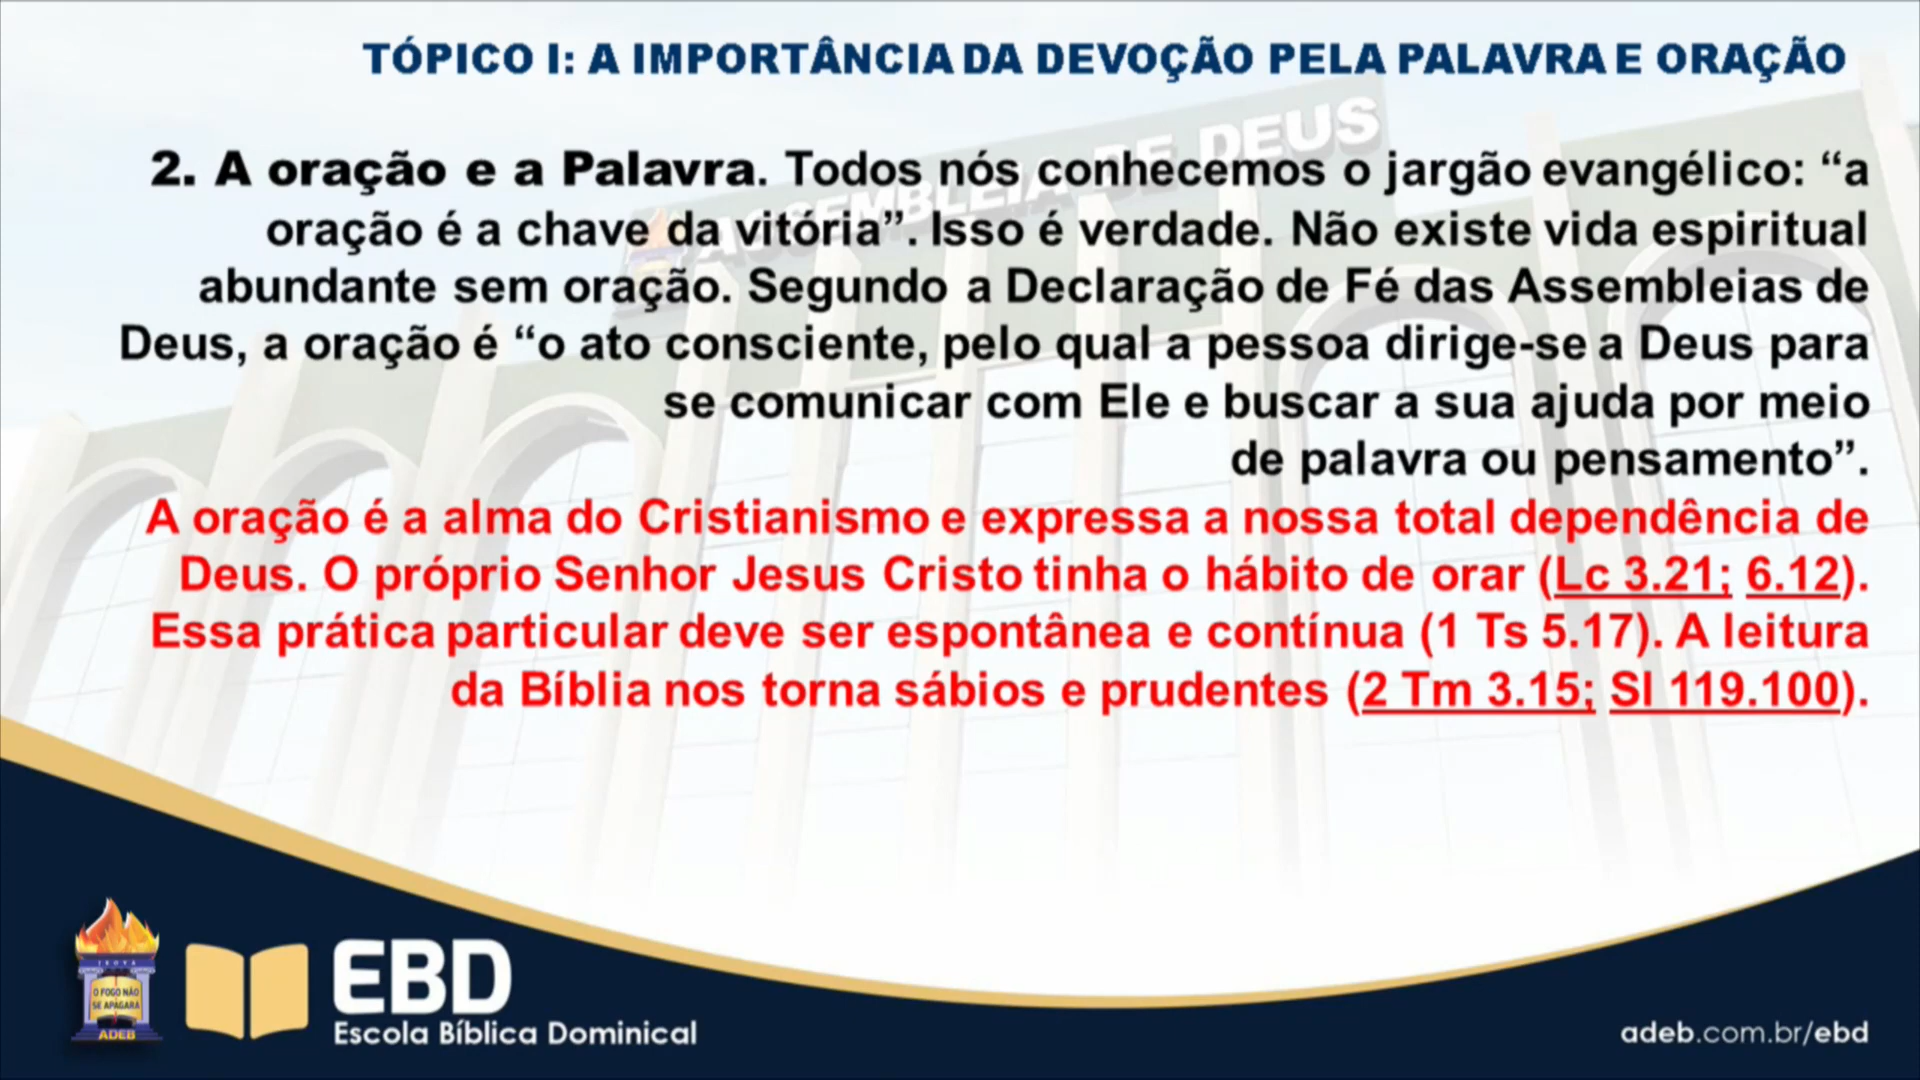 TÓPICO I: A IMPORTÂNCIA DA DEVOÇÃO PELA PALAVRA E ORAÇÃO
ASSEMBLEIA DE DEUS
2. A oração e a Palavra. Todos nós conhecemos o jargão evangélico: “a
oração é a chave da vitória”. Isso é verdade. Não existe vida espiritual
abundante sem oração. Segundo a Declaração de Fé das Assembleias de
Deus, a oração é “o ato consciente, pelo qual a pessoa dirige-se a Deus para
se comunicar com Ele e buscar a sua ajuda por meio
de palavra ou pensamento”.
A oração é a alma do Cristianismo e expressa a nossa total dependência de
Deus. O próprio Senhor Jesus Cristo tinha o hábito de orar (Lc 3.21; 6.12).
Essa prática particular deve ser espontânea e contínua (1 Ts 5.17). A leitura
da Bíblia nos torna sábios e prudentes (2 Tm 3.15; Sl 119.100).
JEOVÁ
O FOGO NÃO
SE APAGARÁ
ADEB
EBD
Escola Bíblica Dominical
adeb.com.br/ebd